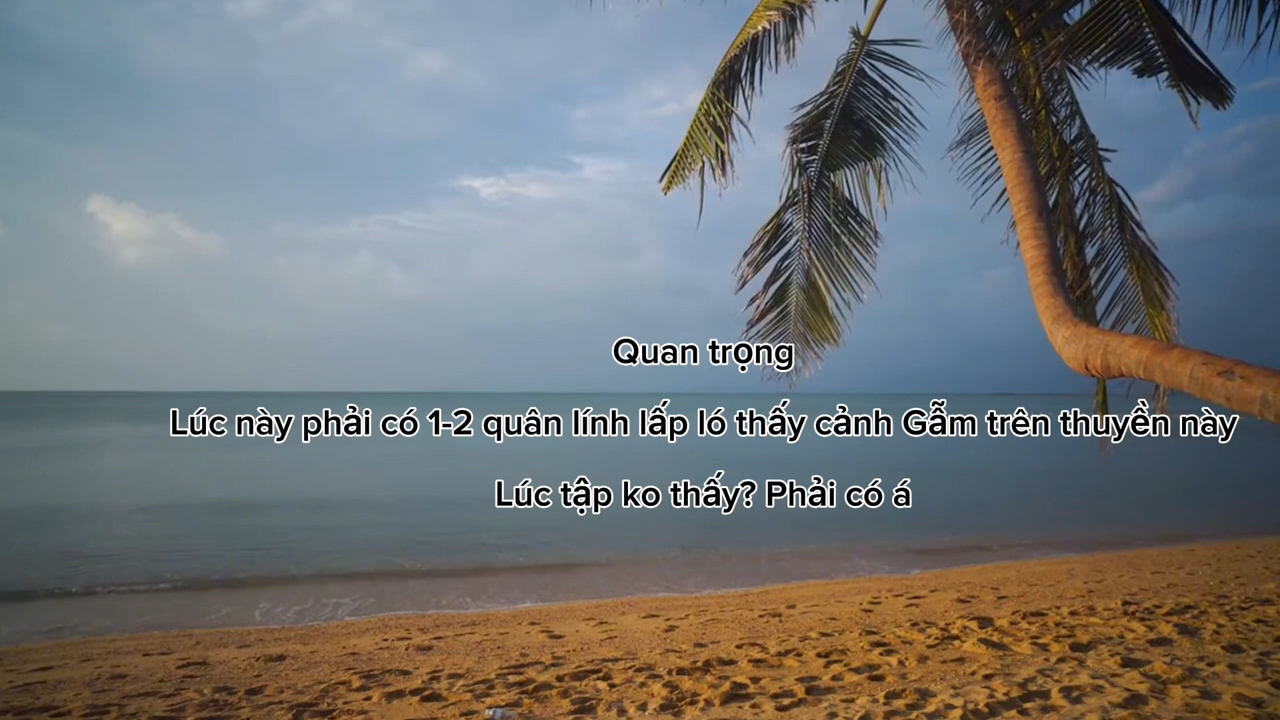 Quan trọng
Lúc này phải có 1-2 quân lính lấp ló thấy cảnh Gẫm trên thuyền này
Lúc tập ko thấy? Phải có á